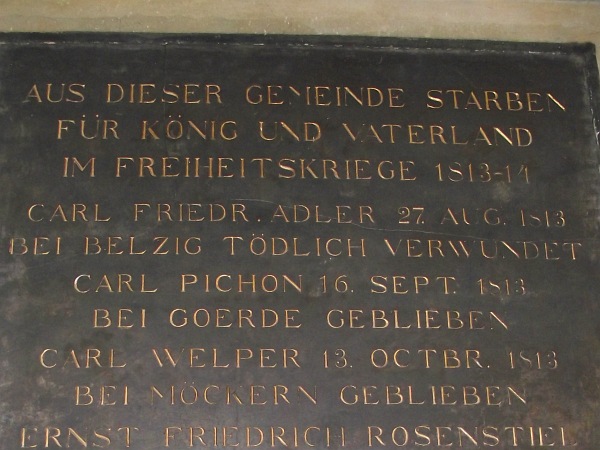 AUS DIESER GEMEINDE STARBEN
FÜR KÖNIG UND VATERLAND
IM FREIHEITSKRIEGE 1813-14
CARL FRIEDR. ADLER 27. AUG. 1813
BEI BELZIG TÖDLICH VERWUNDET
CARL PICHON 16. SEPT. 1813
BEI GOERDE GEBLIEBEN
CARL WELPER 13. OCTBR. 1813
BEI MÖCKERN GEBLIEBEN
ERNST FRIEDRICH ROSENSTIEL